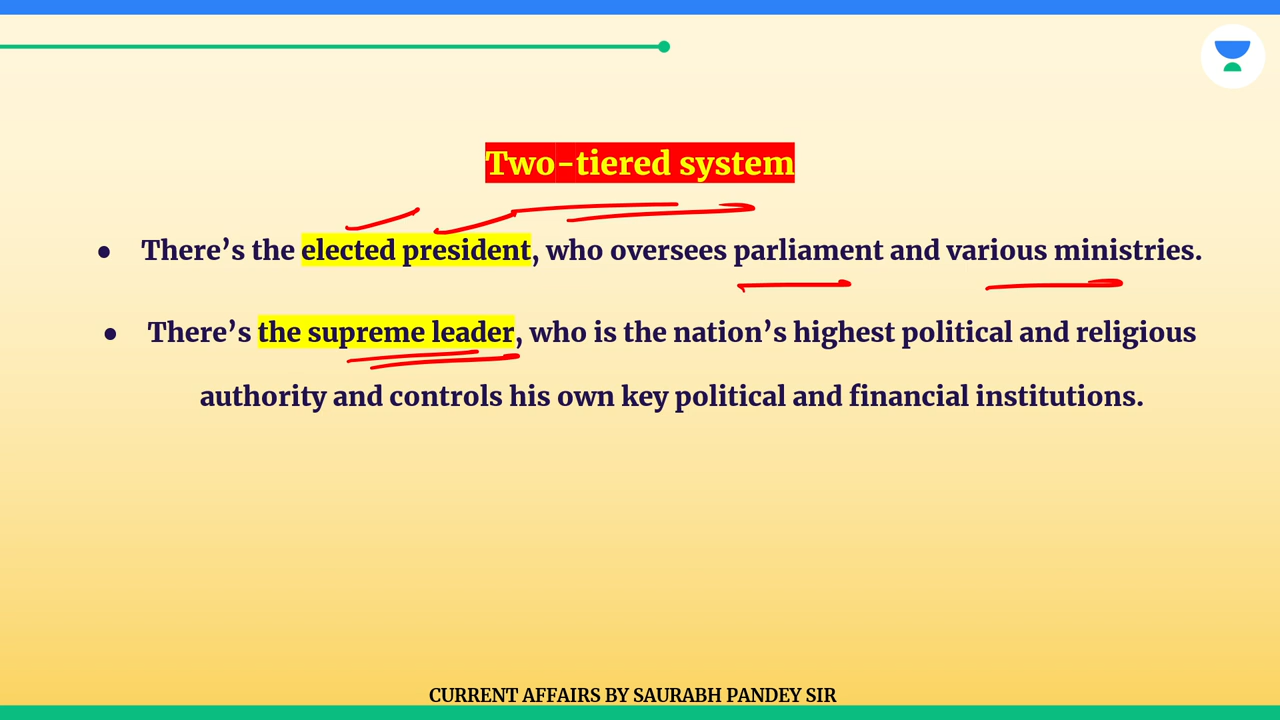 Two-tiered system
● There’s the elected president, who oversees parliament and various ministries.
● There’s the supreme leader, who is the nation’s highest political and religious
authority and controls his own key political and financial institutions.
CURRENT AFFAIRS BY SAURABH PANDEY SIR